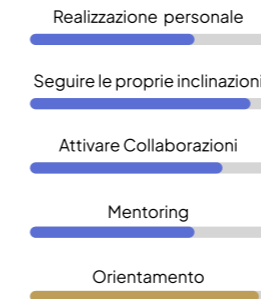 Realizzazione personale
Seguire le proprie inclinazioni
Attivare Collaborazioni
Mentoring
Orientamento